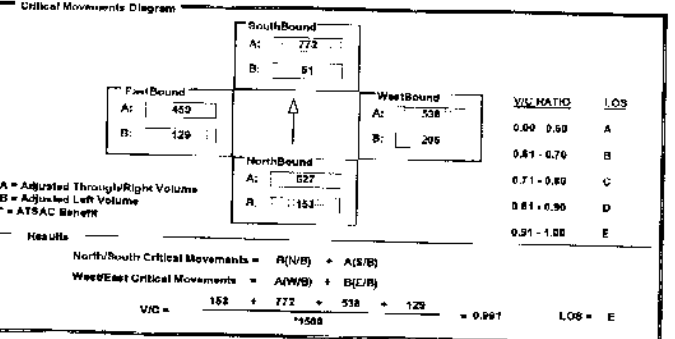 Critical Movements Diagram
SouthBound
A: 772
B: 51
EastBound
A: 459
B: 129
WestBound
A: 538
B: 205
NorthBound
A: 627
B: 153
V/C RATIO LOS
0.00 - 0.60 A
0.61 - 0.70 B
0.71 - 0.80 C
0.81 - 0.90 D
0.91 - 1.00 E
A = Adjusted Through/Right Volume
B = Adjusted Left Volume
* = ATSAC Benefit
Results
North/South Critical Movements = B(N/B) + A(S/B)
West/East Critical Movements = A(W/B) + B(E/B)
V/C = 153 + 772 + 538 + 129 = 0.991 LOS = E
*1500